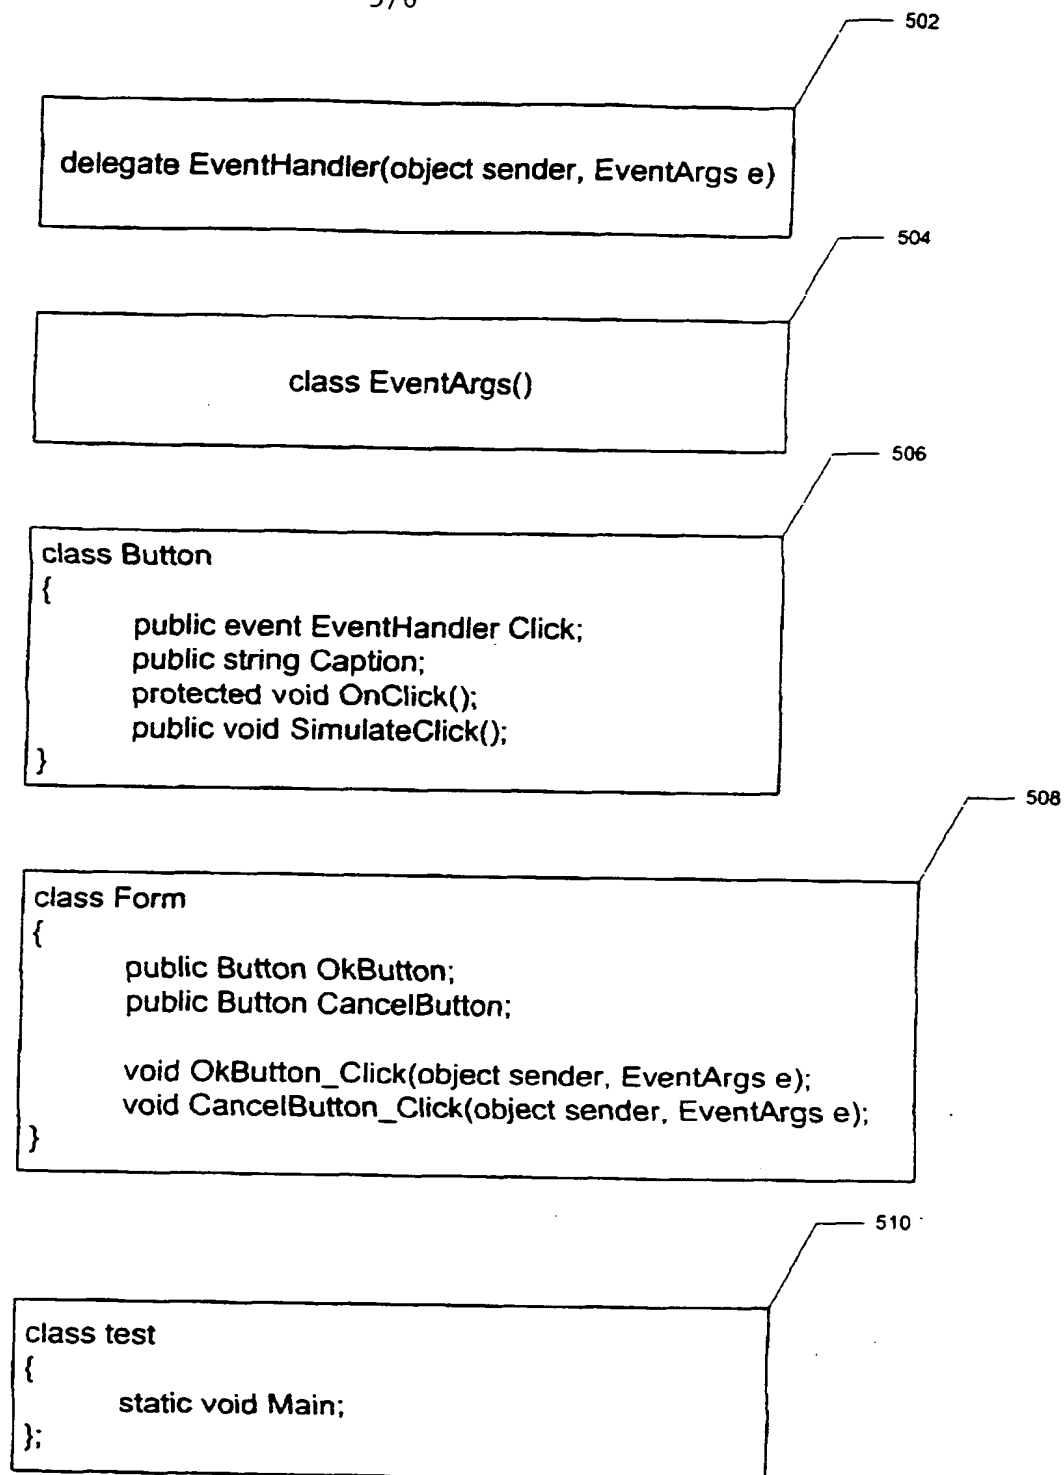 502
delegate EventHandler(object sender, EventArgs e)
504
class EventArgs()
506
class Button
{
public event EventHandler Click;
public string Caption;
protected void OnClick();
public void SimulateClick();
}
508
class Form
{
public Button OkButton;
public Button CancelButton;
void OkButton_Click(object sender, EventArgs e);
void CancelButton_Click(object sender, EventArgs e);
}
510
class test
{
static void Main;
};